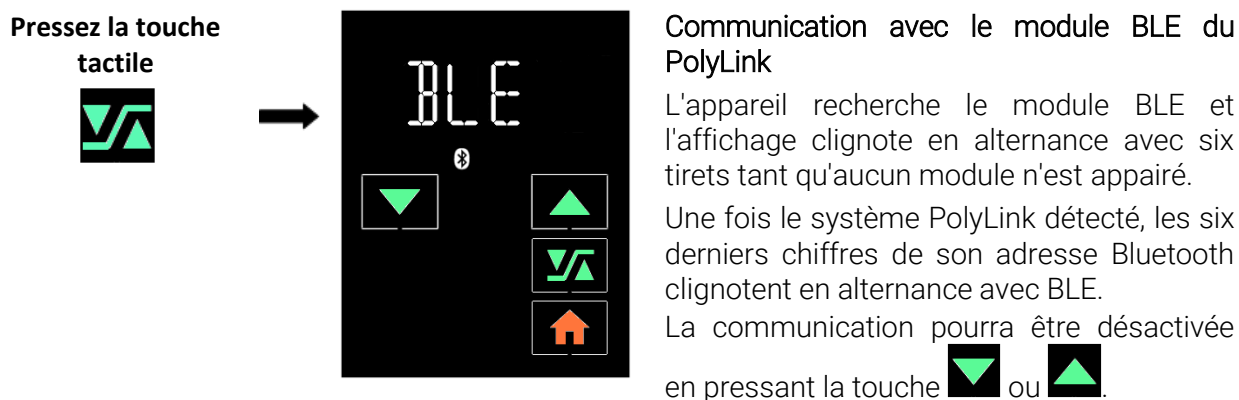 Pressez la touche
tactile
BLE
Communication avec le module BLE du
PolyLink
L'appareil recherche le module BLE et
l'affichage clignote en alternance avec six
tirets tant qu'aucun module n'est appairé.
Une fois le système PolyLink détecté, les six
derniers chiffres de son adresse Bluetooth
clignotent en alternance avec BLE.
La communication pourra être désactivée
en pressant la touche ou .